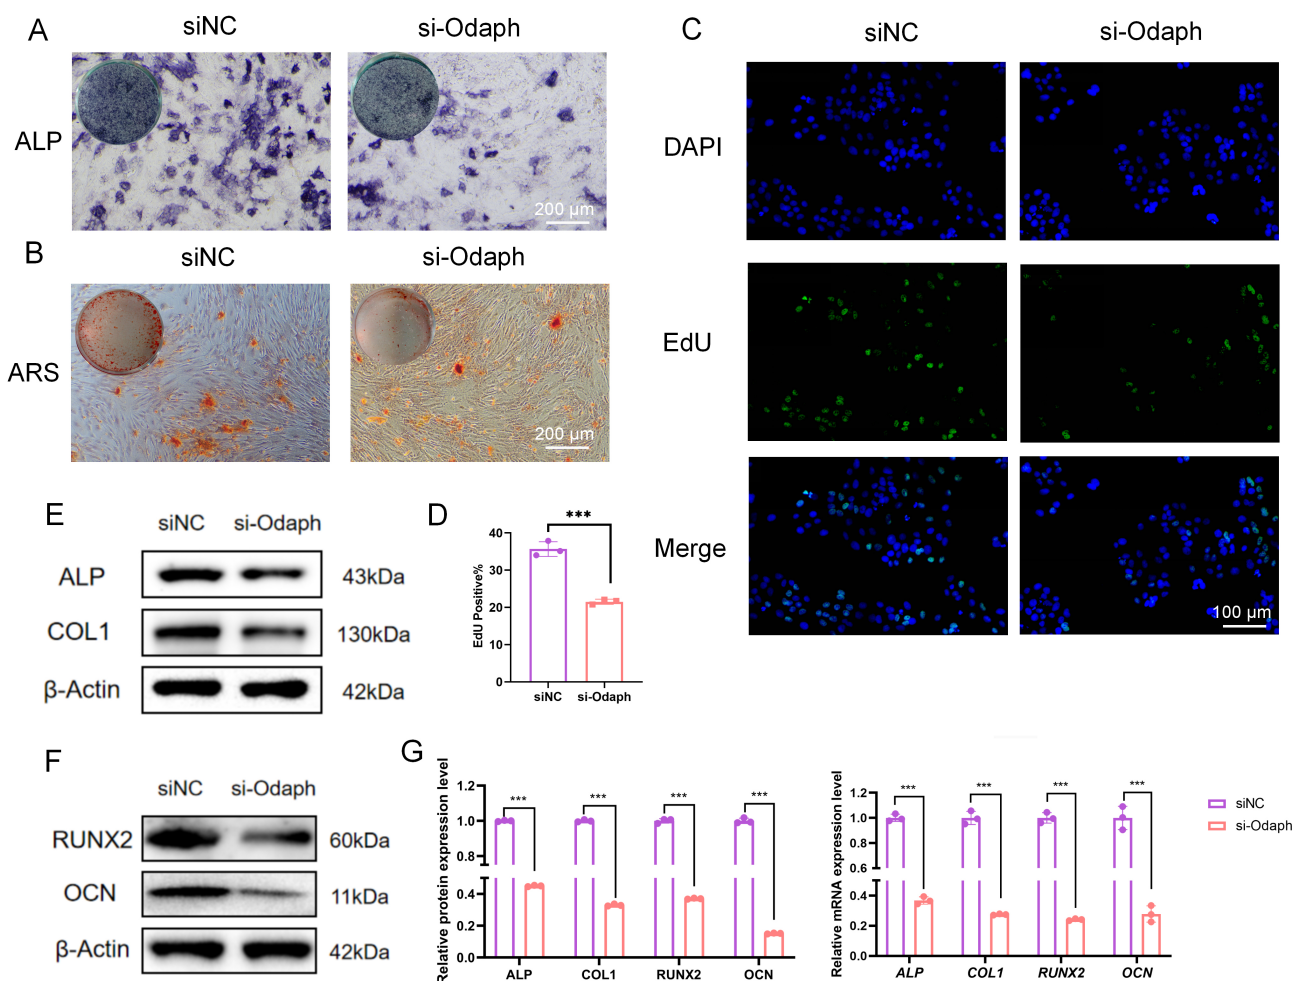 A
siNC
si-Odaph
ALP
200 µm
B
siNC
si-Odaph
ARS
200 µm
C
siNC
si-Odaph
DAPI
EdU
Merge
100 µm
E
siNC
si-Odaph
ALP
43kDa
COL1
130kDa
β-Actin
42kDa
D
***
EdU Positive%
40
30
20
10
0
siNC
si-Odaph
F
siNC
si-Odaph
RUNX2
60kDa
OCN
11kDa
β-Actin
42kDa
G
Relative protein expression level
1.2
1.0
0.8
0.4
0.2
0.0
***
***
***
***
ALP
COL1
RUNX2
OCN
Relative mRNA expression level
1.2
1.0
0.8
0.6
0.4
0.2
0.0
***
***
***
***
ALP
COL1
RUNX2
OCN
siNC
si-Odaph